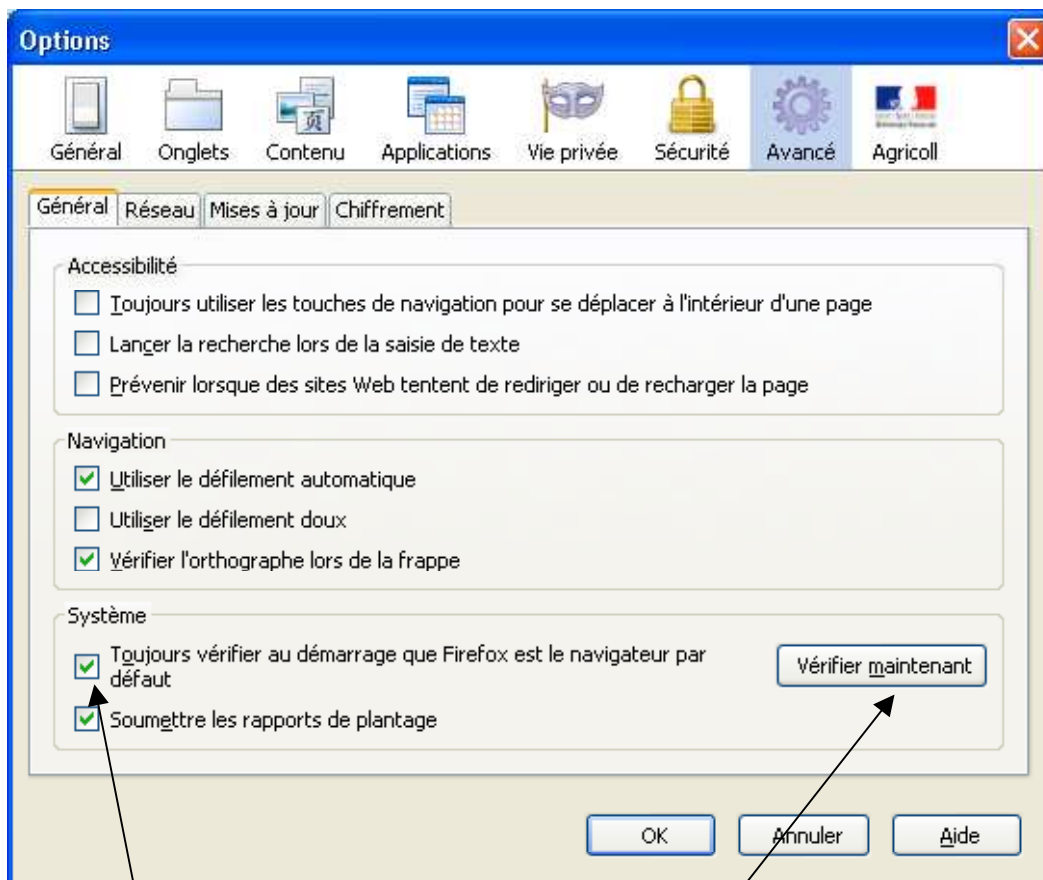 Options
Général Onglets Contenu Applications Vie privée Sécurité Avancé Agricoll
Général Réseau Mises à jour Chiffrement
Accessibilité
Toujours utiliser les touches de navigation pour se déplacer à l'intérieur d'une page
Lancer la recherche lors de la saisie de texte
Prévenir lorsque des sites Web tentent de rediriger ou de recharger la page
Navigation
Utiliser le défilement automatique
Utiliser le défilement doux
Vérifier l'orthographe lors de la frappe
Système
Toujours vérifier au démarrage que Firefox est le navigateur par
défaut
Vérifier maintenant
Soumettre les rapports de plantage
OK Annuler Aide